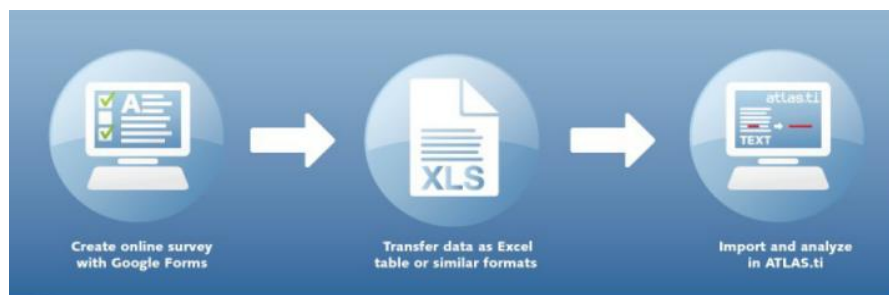 A
XLS
atlas.ti
TEXT
Create online survey
with Google Forms
Transfer data as Excel
table or similar formats
Import and analyze
in ATLAS.ti